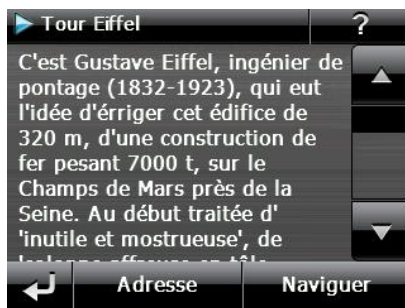 Tour Eiffel ?
C'est Gustave Eiffel, ingénier de
pontage (1832-1923), qui eut
l'idée d'érriger cet édifice de
320 m, d'une construction de
fer pesant 7000 t, sur le
Champs de Mars près de la
Seine. Au début traitée d'
'inutile et mostrueuse', de
Adresse Naviguer